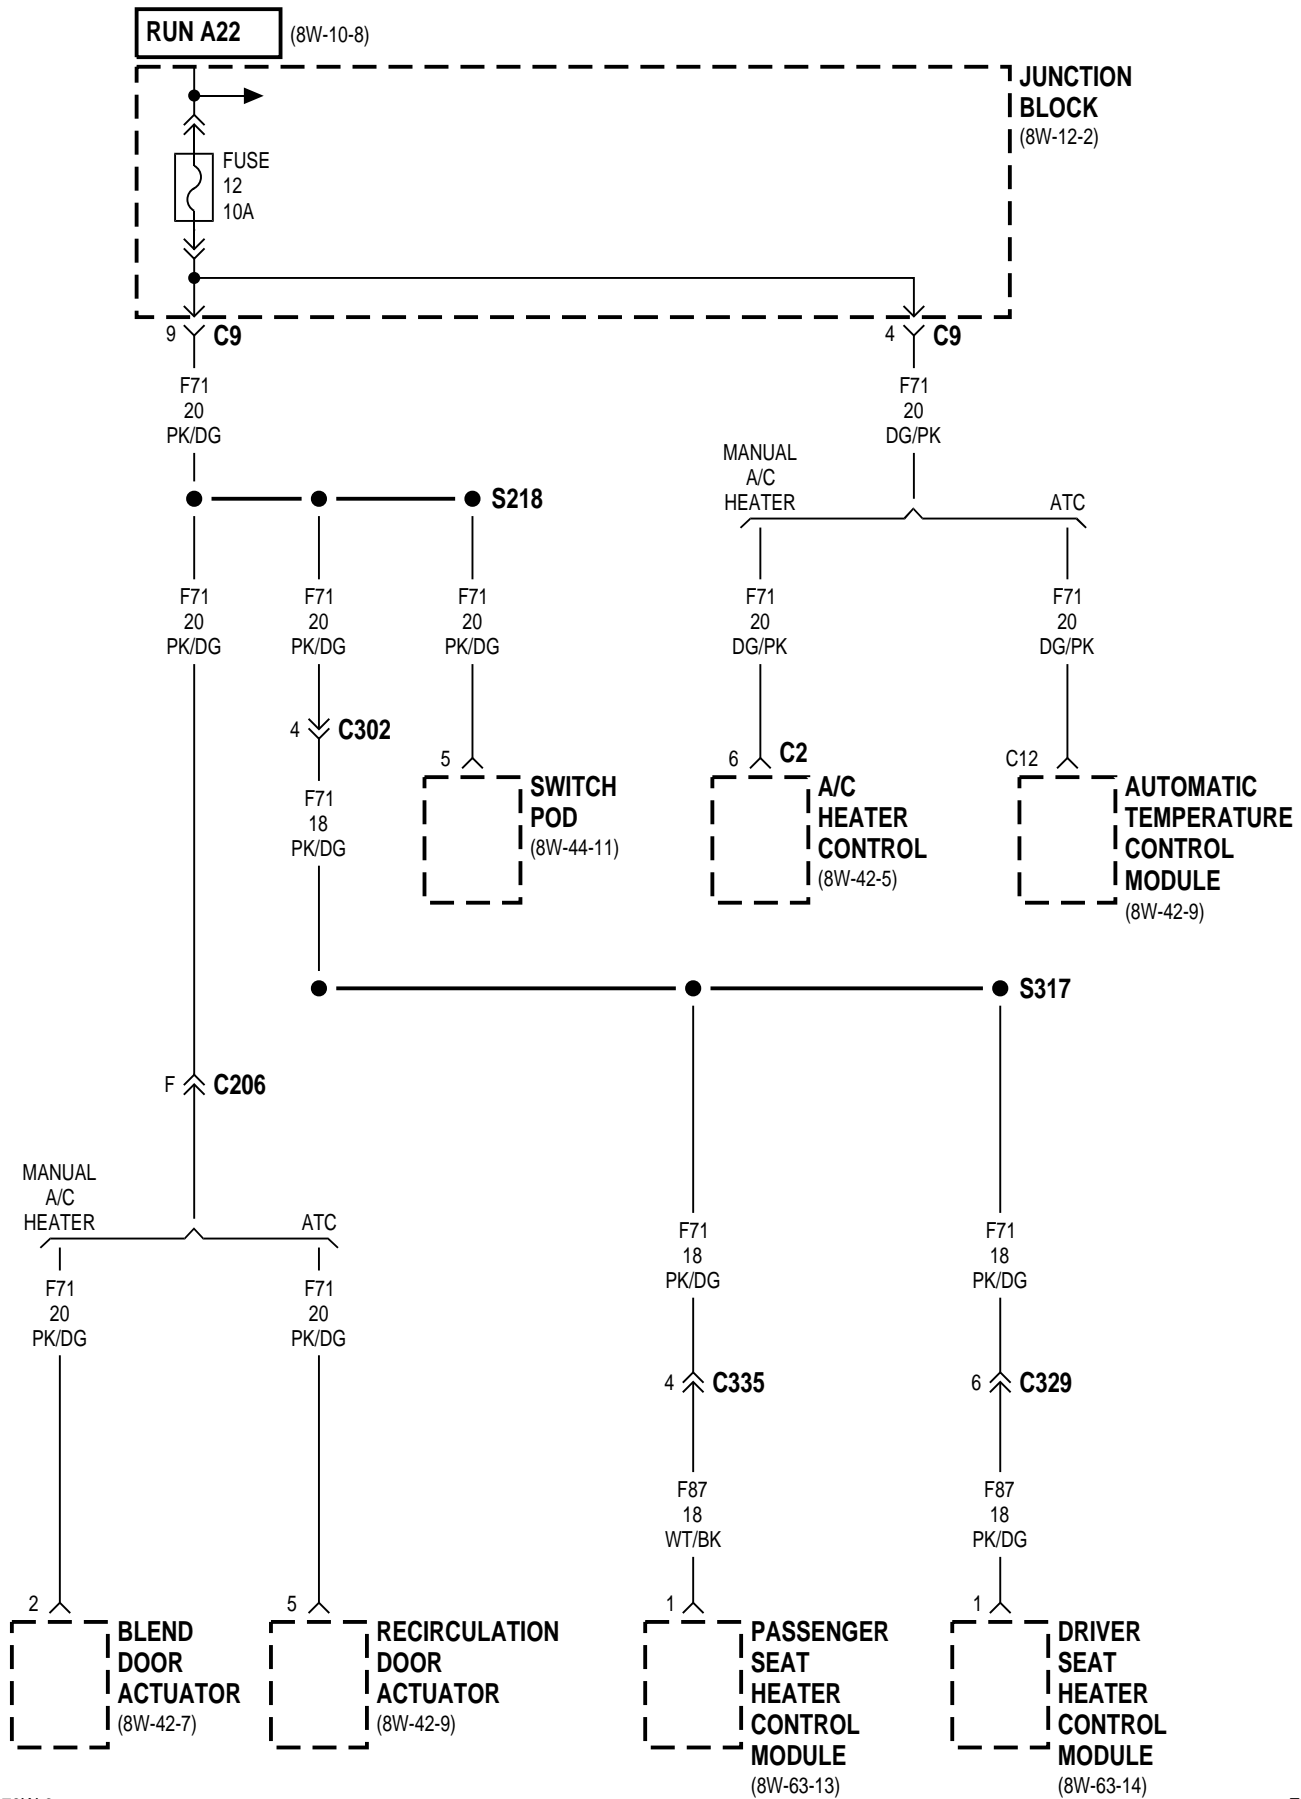 RUN A22 (8W-10-8)
JUNCTION
BLOCK
(8W-12-2)
FUSE
12
10A
9 C9
4 C9
F71
20
PK/DG
F71
20
DG/PK
MANUAL
A/C
HEATER
ATC
S218
F71
20
PK/DG
F71
20
PK/DG
F71
20
PK/DG
F71
20
DG/PK
F71
20
DG/PK
4 C302
F71
18
PK/DG
5
SWITCH
POD
(8W-44-11)
6 C2
A/C
HEATER
CONTROL
(8W-42-5)
C12
AUTOMATIC
TEMPERATURE
CONTROL
MODULE
(8W-42-9)
S317
F C206
MANUAL
A/C
HEATER
ATC
F71
20
PK/DG
F71
20
PK/DG
F71
18
PK/DG
F71
18
PK/DG
4 C335
6 C329
F87
18
WT/BK
F87
18
PK/DG
2
BLEND
DOOR
ACTUATOR
(8W-42-7)
5
RECIRCULATION
DOOR
ACTUATOR
(8W-42-9)
1
PASSENGER
SEAT
HEATER
CONTROL
MODULE
(8W-63-13)
1
DRIVER
SEAT
HEATER
CONTROL
MODULE
(8W-63-14)